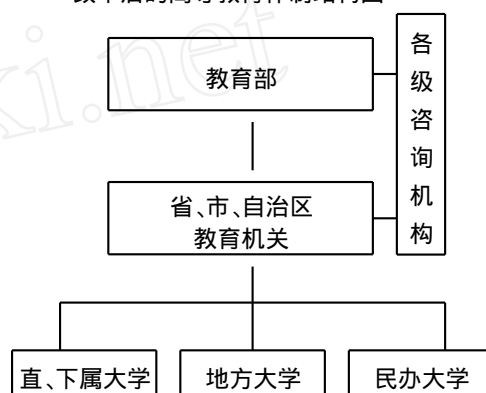 教育部
各级咨询机构
省、市、自治区
教育机关
直、下属大学
地方大学
民办大学